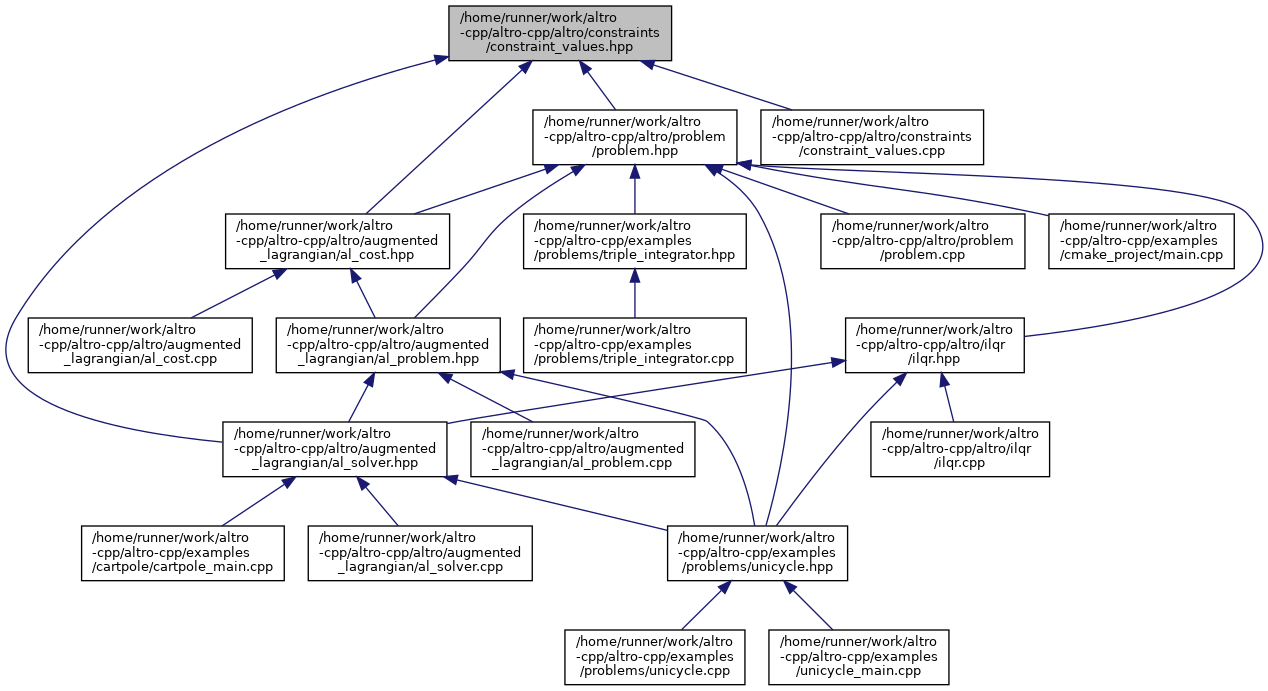 /home/runner/work/altro
-cpp/altro-cpp/altro/constraints
/constraint_values.hpp
/home/runner/work/altro
-cpp/altro-cpp/altro/problem
/problem.hpp
/home/runner/work/altro
-cpp/altro-cpp/altro/constraints
/constraint_values.cpp
/home/runner/work/altro
-cpp/altro-cpp/altro/augmented
_lagrangian/al_cost.hpp
/home/runner/work/altro
-cpp/altro-cpp/examples
/problems/triple_integrator.hpp
/home/runner/work/altro
-cpp/altro-cpp/altro/problem
/problem.cpp
/home/runner/work/altro
-cpp/altro-cpp/examples
/cmake_project/main.cpp
/home/runner/work/altro
-cpp/altro-cpp/altro/augmented
_lagrangian/al_cost.cpp
/home/runner/work/altro
-cpp/altro-cpp/altro/augmented
_lagrangian/al_problem.hpp
/home/runner/work/altro
-cpp/altro-cpp/examples
/problems/triple_integrator.cpp
/home/runner/work/altro
-cpp/altro-cpp/altro/ilqr
/ilqr.hpp
/home/runner/work/altro
-cpp/altro-cpp/altro/augmented
_lagrangian/al_solver.hpp
/home/runner/work/altro
-cpp/altro-cpp/altro/augmented
_lagrangian/al_problem.cpp
/home/runner/work/altro
-cpp/altro-cpp/altro/ilqr
/ilqr.cpp
/home/runner/work/altro
-cpp/altro-cpp/examples
/cartpole/cartpole_main.cpp
/home/runner/work/altro
-cpp/altro-cpp/altro/augmented
_lagrangian/al_solver.cpp
/home/runner/work/altro
-cpp/altro-cpp/examples
/problems/unicycle.hpp
/home/runner/work/altro
-cpp/altro-cpp/examples
/problems/unicycle.cpp
/home/runner/work/altro
-cpp/altro-cpp/examples
/unicycle_main.cpp